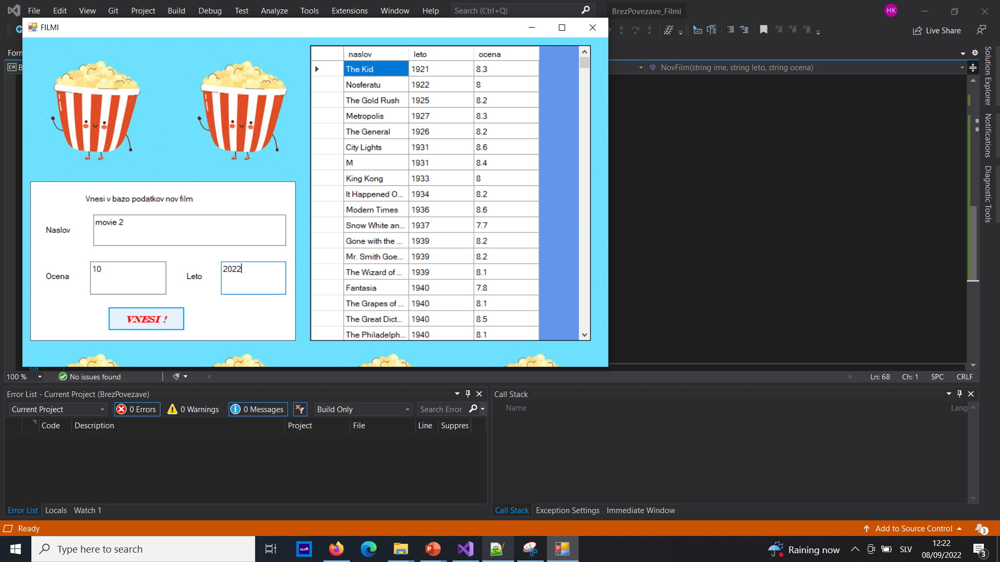 File Edit View Git Project Build Debug Test Analyze Tools Extensions Window Help Search (Ctrl+Q) BrezPovezave_Filmi HK
FILMI
Live Share
Form
NovFilm(string ime, string leto, string ocena)
Solution Explorer
Notifications
Diagnostic Tools
naslov leto ocena
The Kid 1921 8.3
Nosferatu 1922 8
The Gold Rush 1925 8.2
Metropolis 1927 8.3
The General 1926 8.2
City Lights 1931 8.6
M 1931 8.4
King Kong 1933 8
It Happened O... 1934 8.2
Modern Times 1936 8.6
Snow White an... 1937 7.7
Gone with the ... 1939 8.2
Mr. Smith Goe... 1939 8.2
The Wizard of ... 1939 8.1
Fantasia 1940 7.8
The Grapes of ... 1940 8.1
The Great Dict... 1940 8.5
The Philadelph... 1940 8.1
Vnesi v bazo podatkov nov film
Naslov movie 2
Ocena 10 Leto 2022
VNESI !
68
100 % No issues found Ln: 68 Ch: 1 SPC CRLF
Error List - Current Project (BrezPovezave)
Current Project 0 Errors 0 Warnings 0 Messages Build Only Search Error
Code Description Project File Line Suppres
Call Stack
Name Lang
Error List Locals Watch 1
Call Stack Exception Settings Immediate Window
Ready Add to Source Control 3
Type here to search
NLB
Raining now SLV 12:22
08/09/2022 3